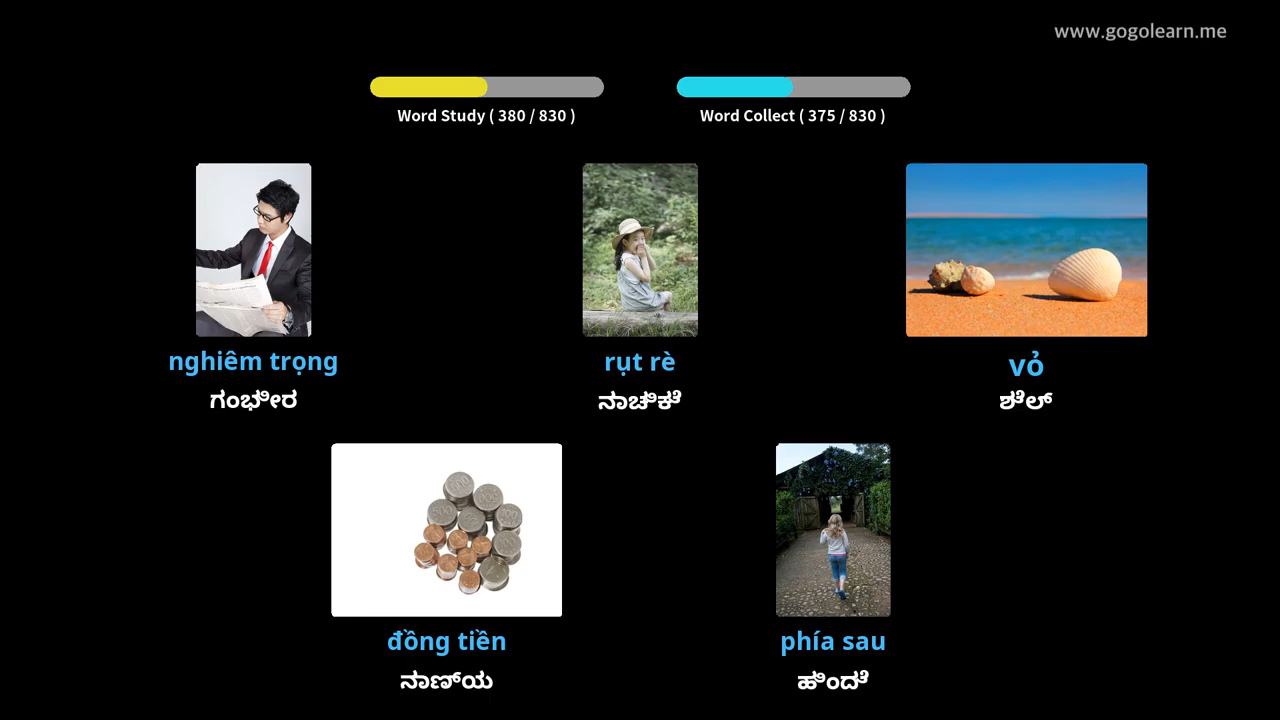 www.gogolearn.me
Word Study ( 380 / 830 )
Word Collect ( 375 / 830 )
nghiêm trọng
ಗಂಭೀರ
rụt rè
ನಾಚಿಕೆ
vỏ
ಶೆಲ್
đồng tiền
ನಾಣ್ಯ
phía sau
ಹಿಂದೆ